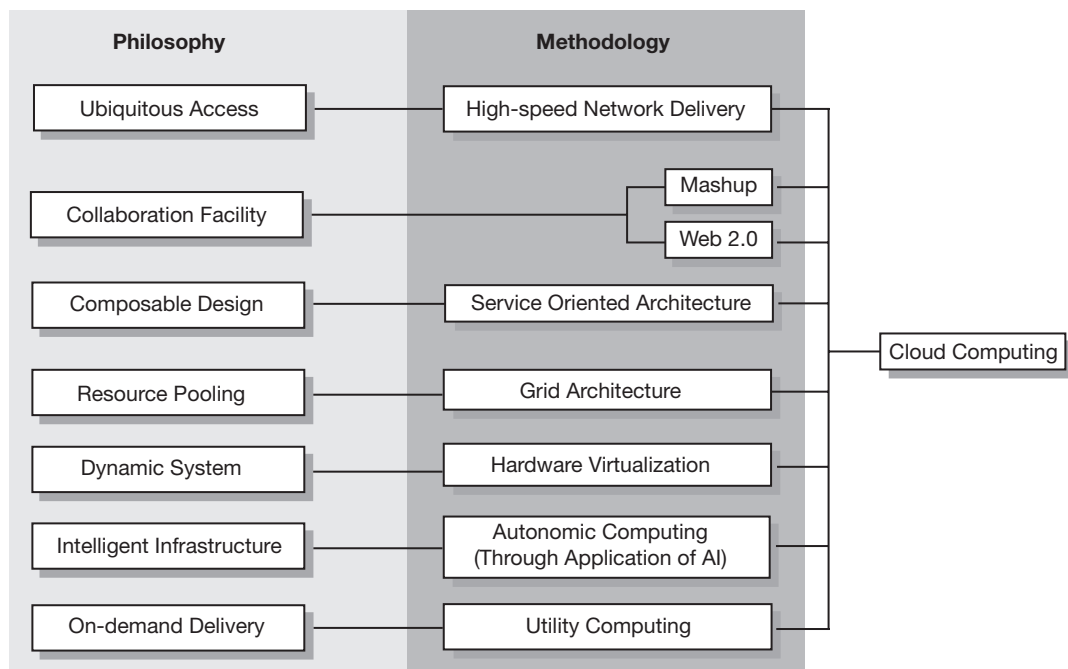 Philosophy
Methodology
Ubiquitous Access
High-speed Network Delivery
Collaboration Facility
Mashup
Web 2.0
Composable Design
Service Oriented Architecture
Cloud Computing
Resource Pooling
Grid Architecture
Dynamic System
Hardware Virtualization
Intelligent Infrastructure
Autonomic Computing
(Through Application of AI)
On-demand Delivery
Utility Computing